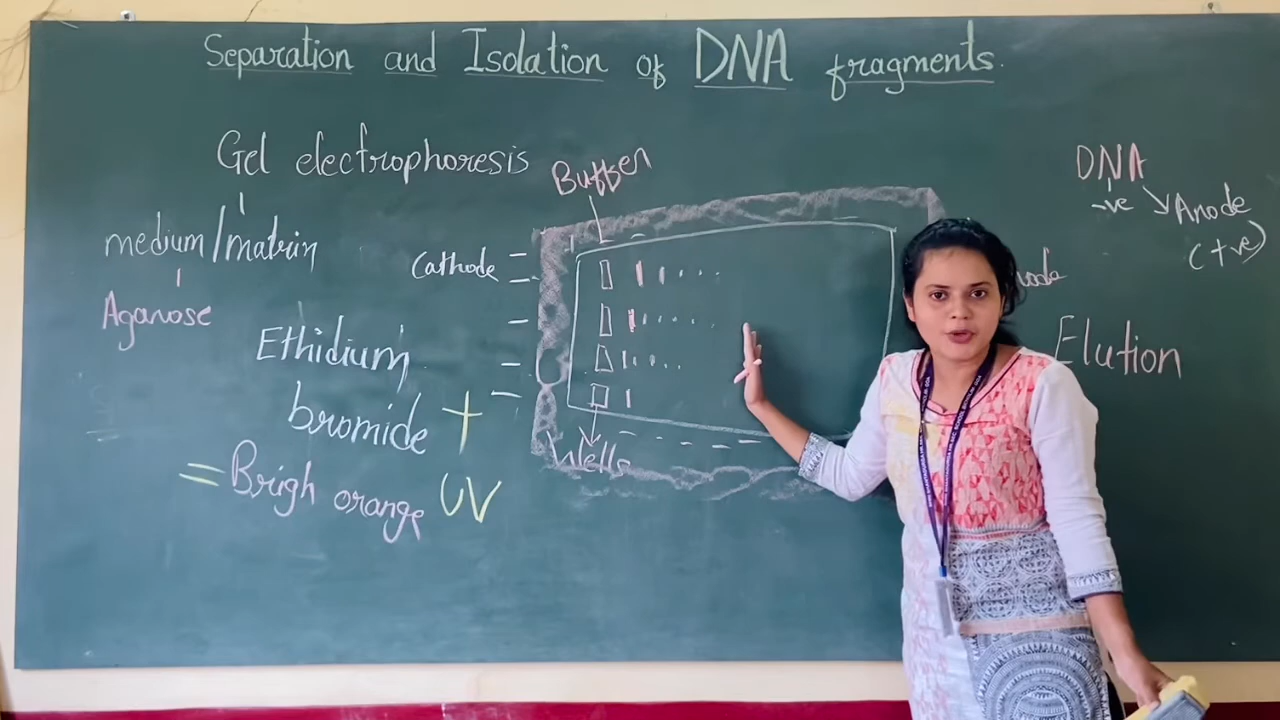 Separation and Isolation of DNA fragments.
Gel electrophoresis
medium/matrix
Agarose
Ethidium
bromide +
UV
= Brigh orange
Buffer
Cathode
Wells
DNA
-ve
Anode
(+ve)
Elution